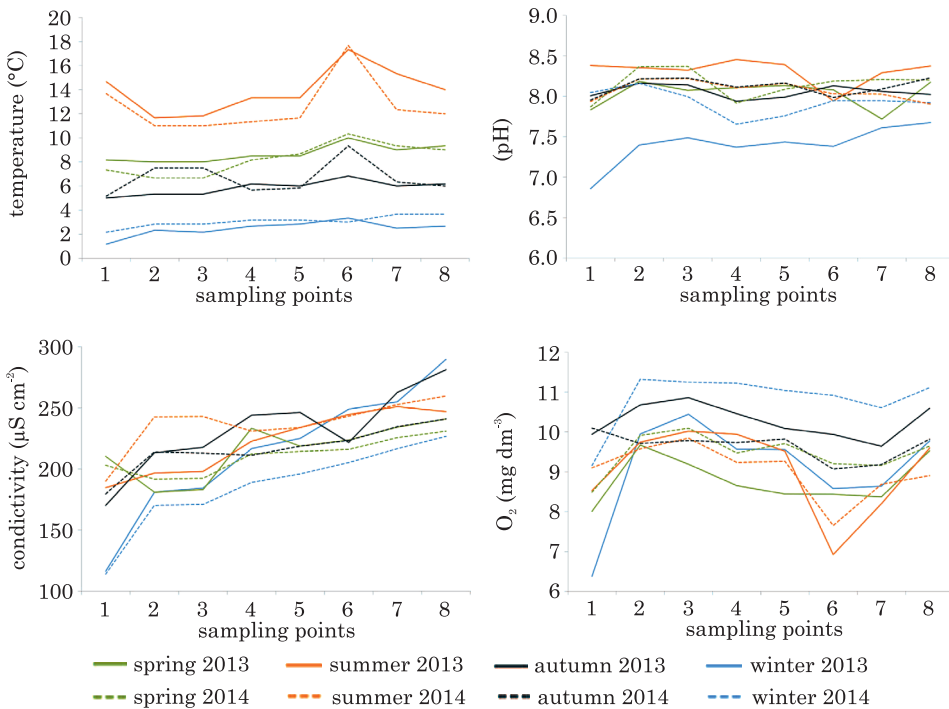 temperature (°C)
20
18
16
14
12
10
8
6
4
2
0
1 2 3 4 5 6 7 8
sampling points
(pH)
9.0
8.5
8.0
7.5
7.0
6.5
6.0
1 2 3 4 5 6 7 8
sampling points
condictivity (µS cm-2)
300
250
200
150
100
1 2 3 4 5 6 7 8
sampling points
O2 (mg dm-3)
12
11
10
9
8
7
6
1 2 3 4 5 6 7 8
sampling points
spring 2013 summer 2013 autumn 2013 winter 2013
spring 2014 summer 2014 autumn 2014 winter 2014